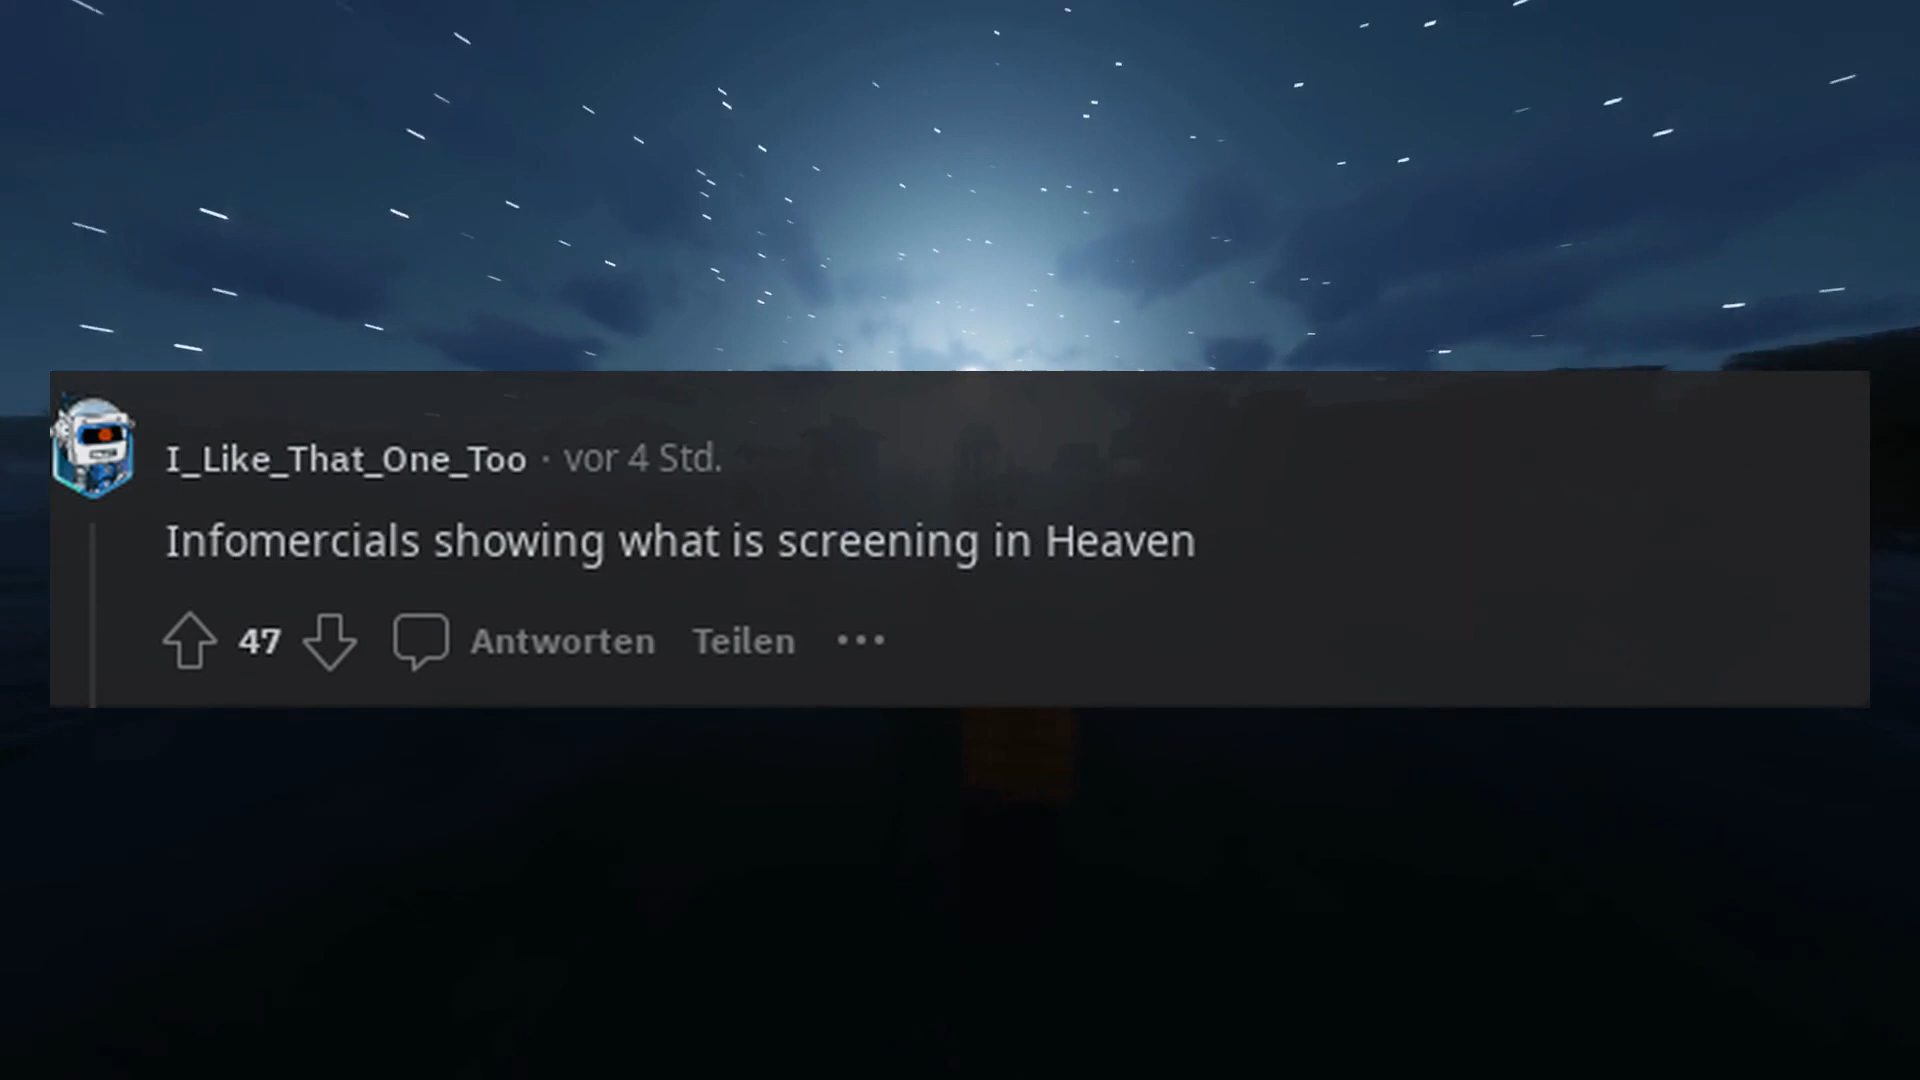 I_Like_That_One_Too · vor 4 Std.
Infomercials showing what is screening in Heaven
47 Antworten Teilen •••